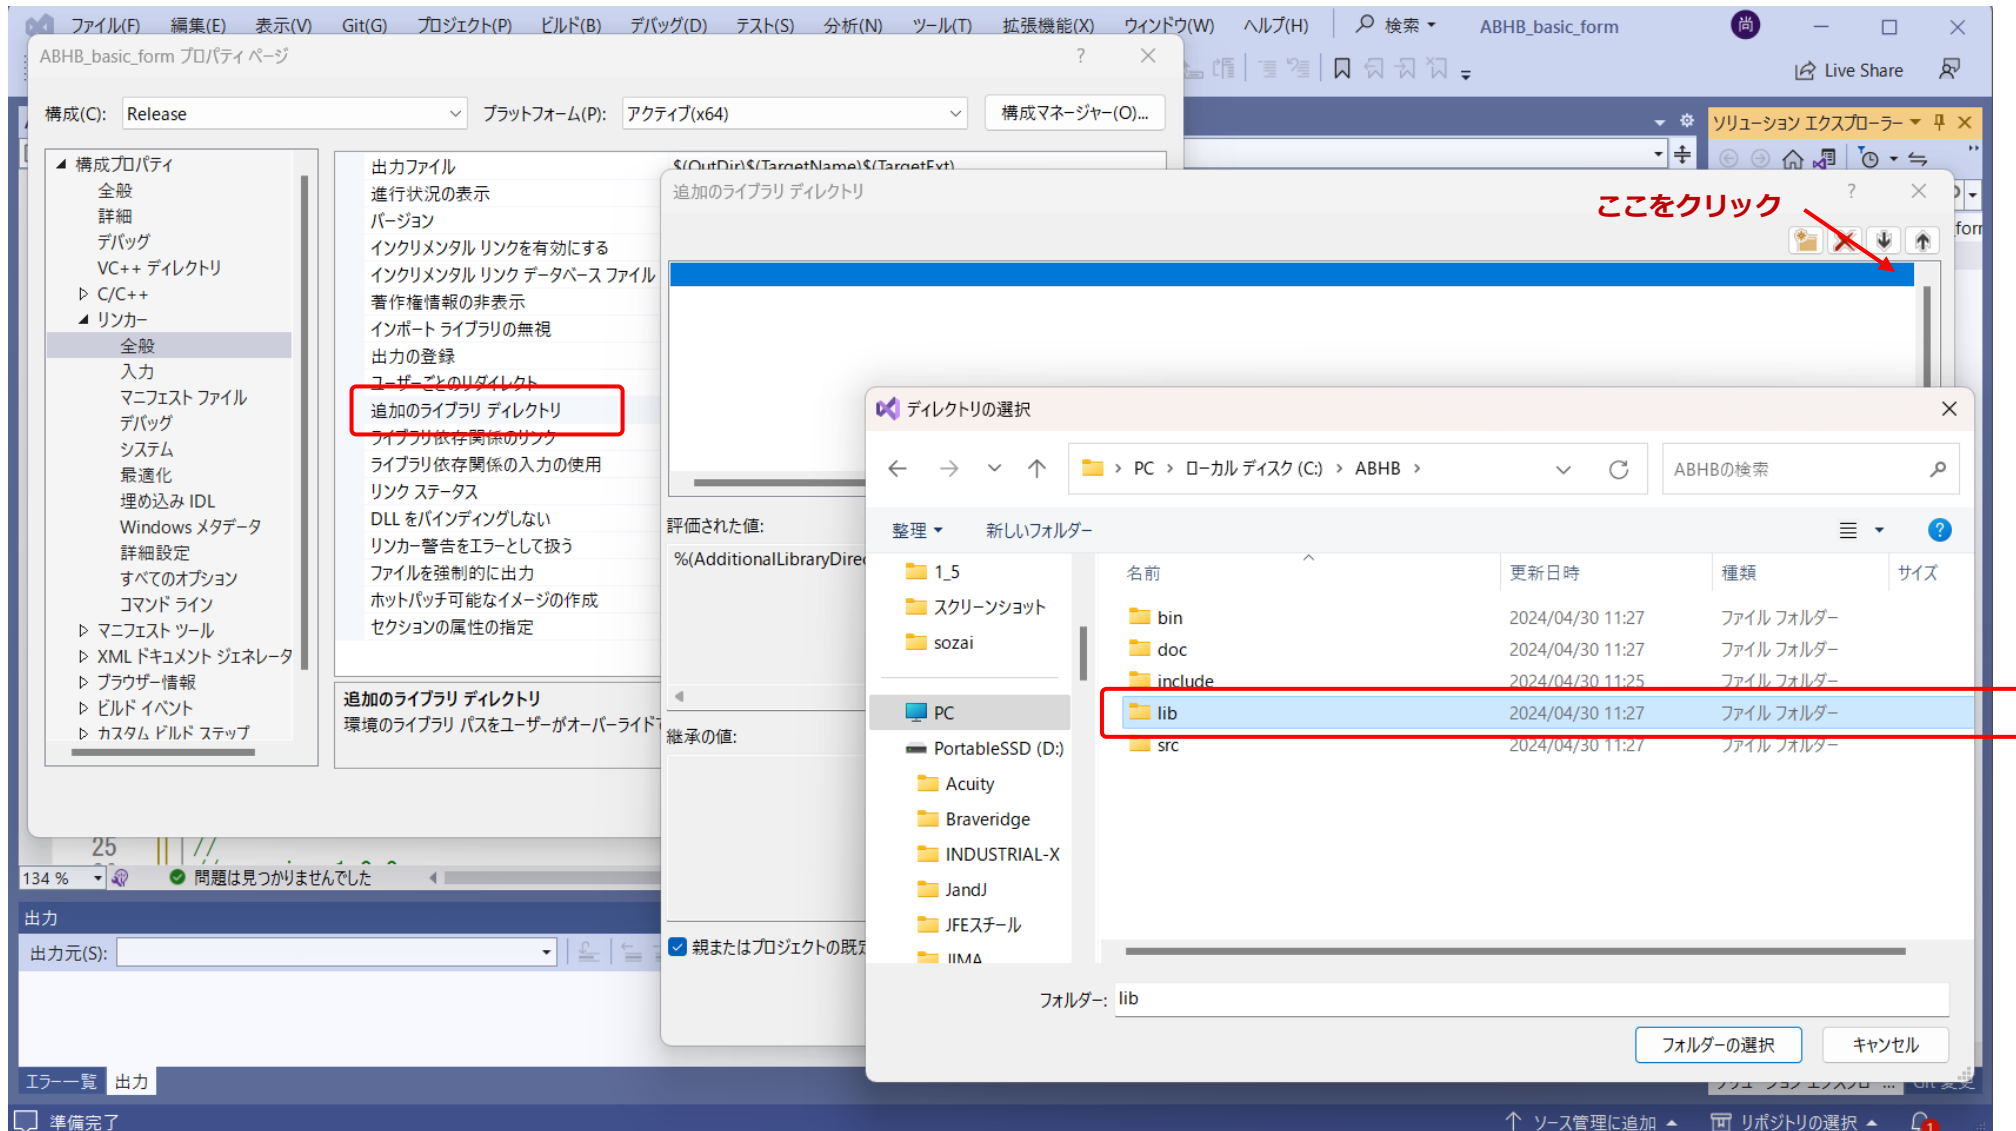 ファイル(F) 編集(E) 表示(V) Git(G) プロジェクト(P) ビルド(B) デバッグ(D) テスト(S) 分析(N) ツール(T) 拡張機能(X) ウィンドウ(W) ヘルプ(H) 検索 ABHB_basic_form 尚
ABHB_basic_form プロパティ ページ
Live Share
構成(C): Release プラットフォーム(P): アクティブ(x64) 構成マネージャー(O)...
ソリューション エクスプローラー
構成プロパティ
全般
詳細
デバッグ
VC++ ディレクトリ
C/C++
リンカー
全般
入力
マニフェスト ファイル
デバッグ
システム
最適化
埋め込み IDL
Windows メタデータ
詳細設定
すべてのオプション
コマンド ライン
マニフェスト ツール
XML ドキュメント ジェネレータ
ブラウザー情報
ビルド イベント
カスタム ビルド ステップ
出力ファイル $(OutDir)$(TargetName)$(TargetExt)
進行状況の表示
バージョン
インクリメンタル リンクを有効にする
インクリメンタル リンク データベース ファイル
著作権情報の非表示
インポート ライブラリの無視
出力の登録
ユーザーごとのリダイレクト
追加のライブラリ ディレクトリ
ライブラリ依存関係のリンク
ライブラリ依存関係の入力の使用
リンク ステータス
DLL をバインディングしない
リンカー警告をエラーとして扱う
ファイルを強制的に出力
ホットパッチ可能なイメージの作成
セクションの属性の指定
追加のライブラリ ディレクトリ
環境のライブラリ パスをユーザーがオーバーライドで
追加のライブラリ ディレクトリ
ここをクリック
form
評価された値:
%(AdditionalLibraryDirec
継承の値:
親またはプロジェクトの既定
ディレクトリの選択
PC › ローカル ディスク (C:) › ABHB › ABHBの検索
整理 新しいフォルダー
1_5
スクリーンショット
sozai
PC
PortableSSD (D:)
Acuity
Braveridge
INDUSTRIAL-X
JandJ
JFEスチール
JIMA
名前 更新日時 種類 サイズ
bin 2024/04/30 11:27 ファイル フォルダー
doc 2024/04/30 11:27 ファイル フォルダー
include 2024/04/30 11:25 ファイル フォルダー
lib 2024/04/30 11:27 ファイル フォルダー
src 2024/04/30 11:27 ファイル フォルダー
フォルダー: lib
フォルダーの選択 キャンセル
25 //
134 % 問題は見つかりませんでした
出力
出力元(S):
エラー一覧 出力
ソリューション エクスプロ... Git 変更
準備完了 ソース管理に追加 リポジトリの選択 1